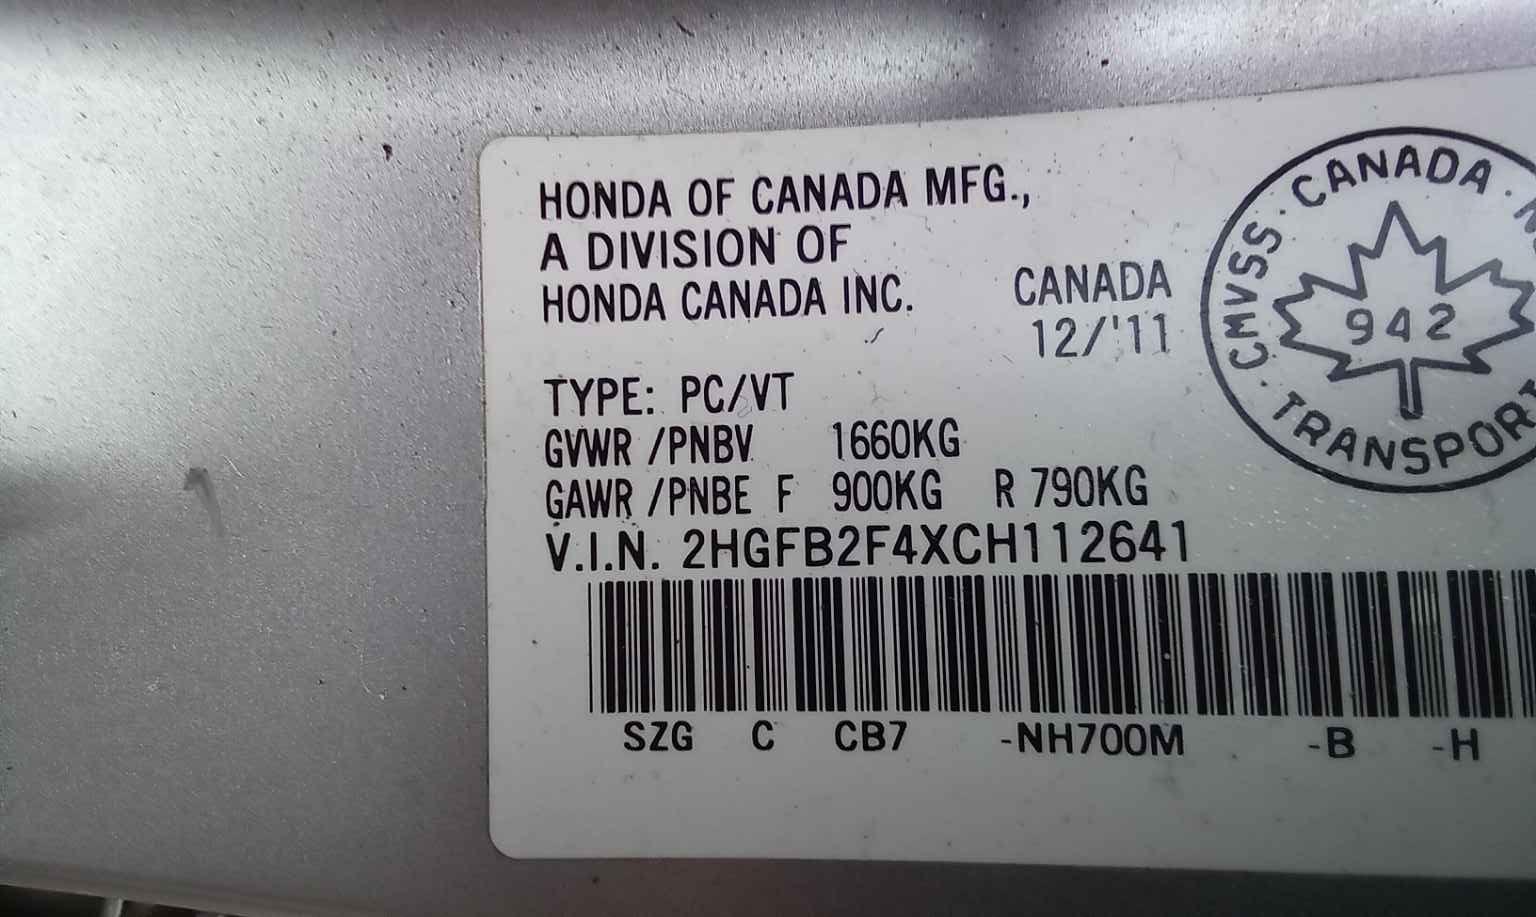 HONDA OF CANADA MFG.,
A DIVISION OF
HONDA CANADA INC.
CANADA
12/'11
TYPE: PC/VT
GVWR /PNBV 1660KG
GAWR /PNBE F 900KG R 790KG
V.I.N. 2HGFB2F4XCH112641
SZG C CB7 -NH700M -B -H
CMVSS · CANADA ·
942
TRANSPORT